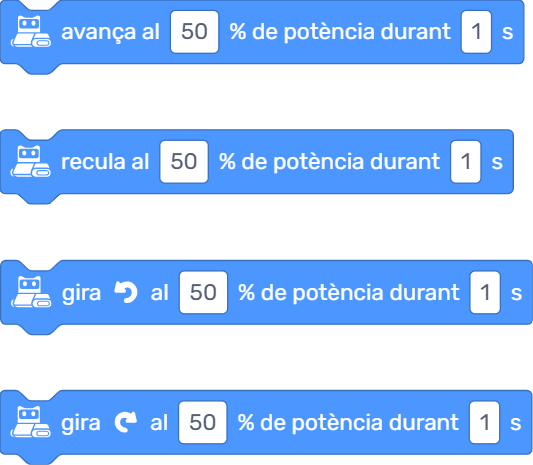 avança al 50 % de potència durant 1 s
recula al 50 % de potència durant 1 s
gira al 50 % de potència durant 1 s
gira al 50 % de potència durant 1 s